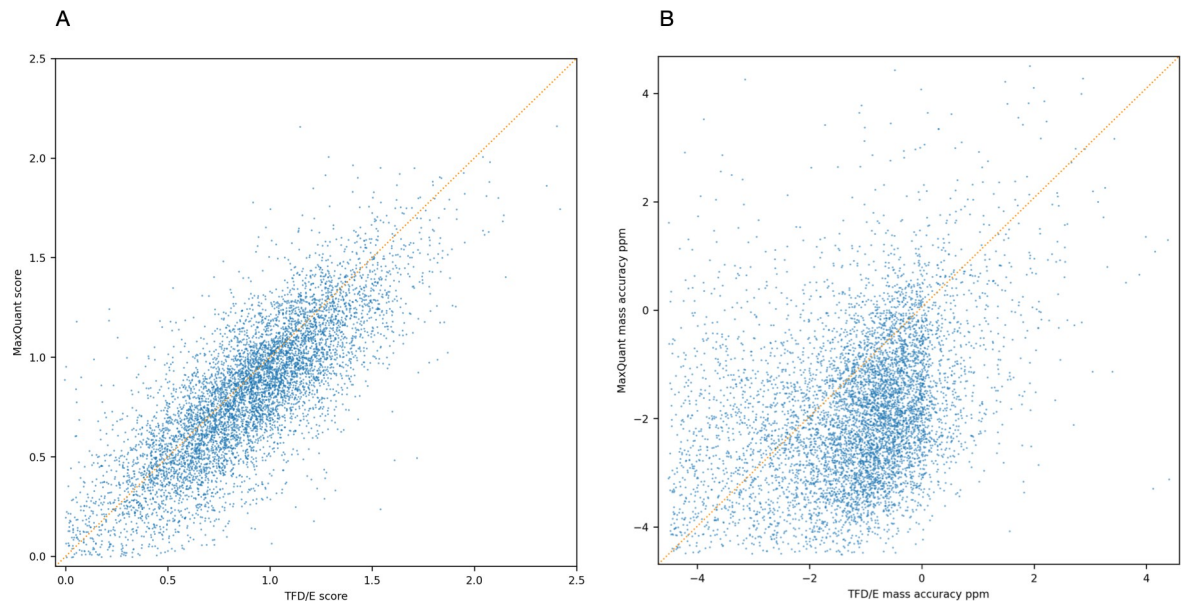 A
B
2.5
2.0
1.5
1.0
0.5
0.0
MaxQuant score
0.0 0.5 1.0 1.5 2.0 2.5
TFD/E score
4
2
0
−2
−4
MaxQuant mass accuracy ppm
−4 −2 0 2 4
TFD/E mass accuracy ppm